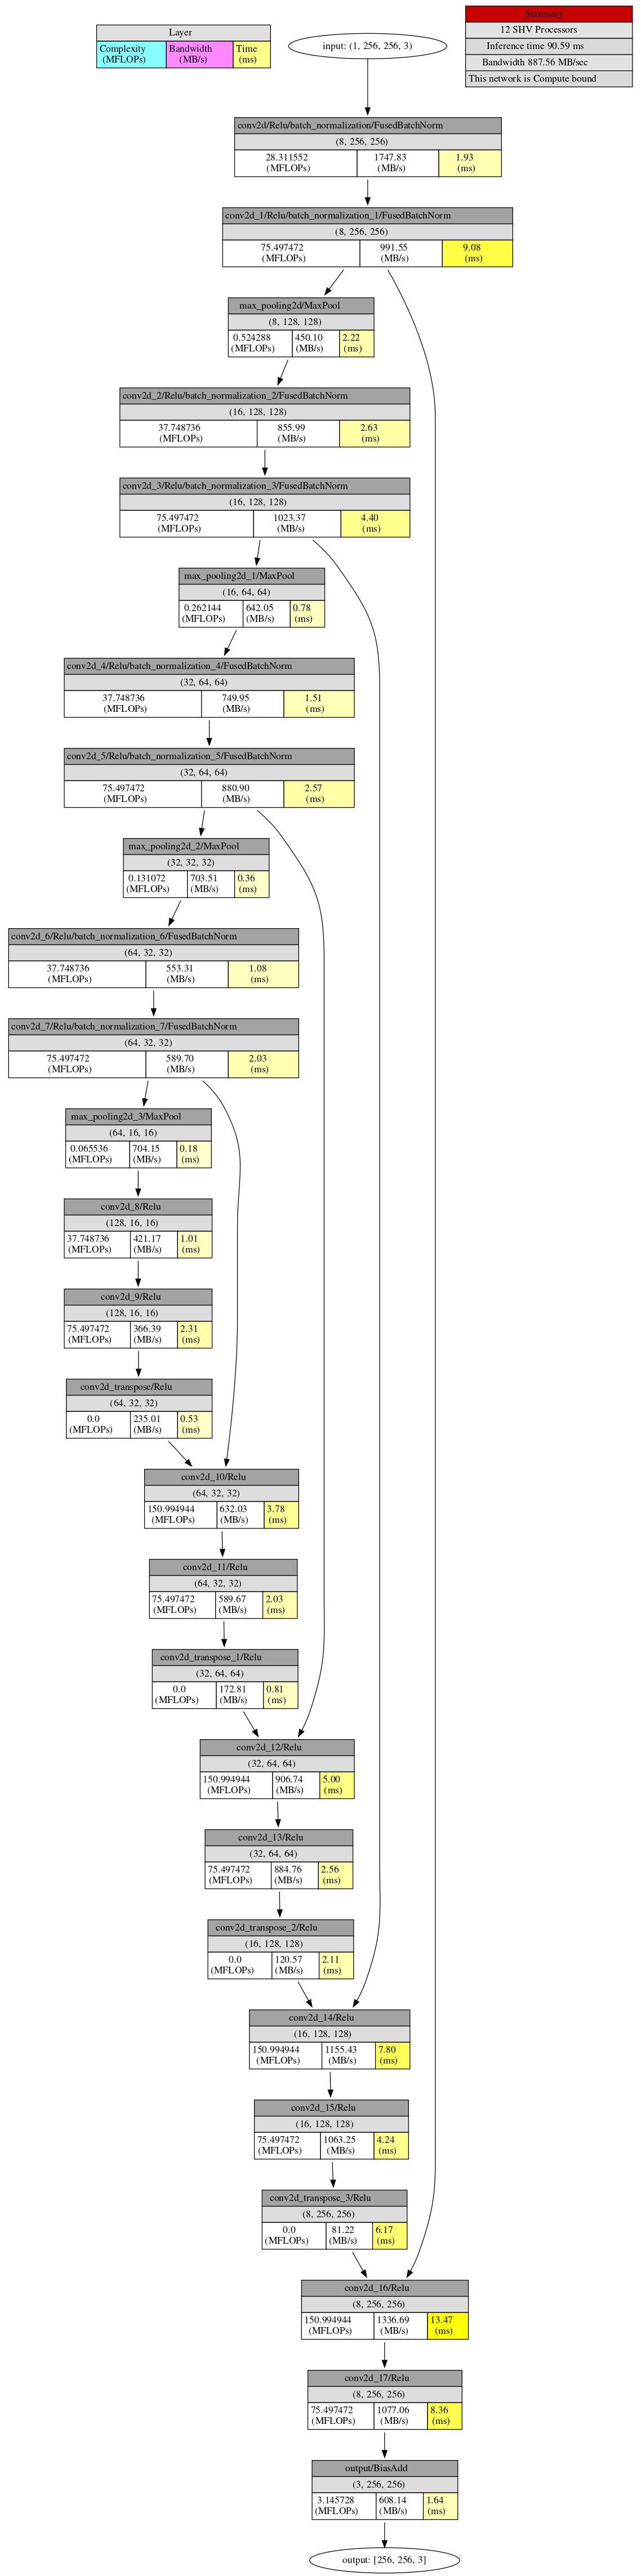 Layer
Complexity Bandwidth Time
(MFLOPs) (MB/s) (ms)
input: (1, 256, 256, 3)
Summary
12 SHV Processors
Inference time 90.59 ms
Bandwidth 887.56 MB/sec
This network is Compute bound
conv2d/Relu/batch_normalization/FusedBatchNorm
(8, 256, 256)
28.311552 1747.83 1.93
(MFLOPs) (MB/s) (ms)
conv2d_1/Relu/batch_normalization_1/FusedBatchNorm
(8, 256, 256)
75.497472 991.55 9.08
(MFLOPs) (MB/s) (ms)
max_pooling2d/MaxPool
(8, 128, 128)
0.524288 450.10 2.22
(MFLOPs) (MB/s) (ms)
conv2d_2/Relu/batch_normalization_2/FusedBatchNorm
(16, 128, 128)
37.748736 855.99 2.63
(MFLOPs) (MB/s) (ms)
conv2d_3/Relu/batch_normalization_3/FusedBatchNorm
(16, 128, 128)
75.497472 1023.37 4.40
(MFLOPs) (MB/s) (ms)
max_pooling2d_1/MaxPool
(16, 64, 64)
0.262144 642.05 0.78
(MFLOPs) (MB/s) (ms)
conv2d_4/Relu/batch_normalization_4/FusedBatchNorm
(32, 64, 64)
37.748736 749.95 1.51
(MFLOPs) (MB/s) (ms)
conv2d_5/Relu/batch_normalization_5/FusedBatchNorm
(32, 64, 64)
75.497472 880.90 2.57
(MFLOPs) (MB/s) (ms)
max_pooling2d_2/MaxPool
(32, 32, 32)
0.131072 703.51 0.36
(MFLOPs) (MB/s) (ms)
conv2d_6/Relu/batch_normalization_6/FusedBatchNorm
(64, 32, 32)
37.748736 553.31 1.08
(MFLOPs) (MB/s) (ms)
conv2d_7/Relu/batch_normalization_7/FusedBatchNorm
(64, 32, 32)
75.497472 589.70 2.03
(MFLOPs) (MB/s) (ms)
max_pooling2d_3/MaxPool
(64, 16, 16)
0.065536 704.15 0.18
(MFLOPs) (MB/s) (ms)
conv2d_8/Relu
(128, 16, 16)
37.748736 421.17 1.01
(MFLOPs) (MB/s) (ms)
conv2d_9/Relu
(128, 16, 16)
75.497472 366.39 2.31
(MFLOPs) (MB/s) (ms)
conv2d_transpose/Relu
(64, 32, 32)
0.0 235.01 0.53
(MFLOPs) (MB/s) (ms)
conv2d_10/Relu
(64, 32, 32)
150.994944 632.03 3.78
(MFLOPs) (MB/s) (ms)
conv2d_11/Relu
(64, 32, 32)
75.497472 589.67 2.03
(MFLOPs) (MB/s) (ms)
conv2d_transpose_1/Relu
(32, 64, 64)
0.0 172.81 0.81
(MFLOPs) (MB/s) (ms)
conv2d_12/Relu
(32, 64, 64)
150.994944 906.74 5.00
(MFLOPs) (MB/s) (ms)
conv2d_13/Relu
(32, 64, 64)
75.497472 884.76 2.56
(MFLOPs) (MB/s) (ms)
conv2d_transpose_2/Relu
(16, 128, 128)
0.0 120.57 2.11
(MFLOPs) (MB/s) (ms)
conv2d_14/Relu
(16, 128, 128)
150.994944 1155.43 7.80
(MFLOPs) (MB/s) (ms)
conv2d_15/Relu
(16, 128, 128)
75.497472 1063.25 4.24
(MFLOPs) (MB/s) (ms)
conv2d_transpose_3/Relu
(8, 256, 256)
0.0 81.22 6.17
(MFLOPs) (MB/s) (ms)
conv2d_16/Relu
(8, 256, 256)
150.994944 1336.69 13.47
(MFLOPs) (MB/s) (ms)
conv2d_17/Relu
(8, 256, 256)
75.497472 1077.06 8.36
(MFLOPs) (MB/s) (ms)
output/BiasAdd
(3, 256, 256)
3.145728 608.14 1.64
(MFLOPs) (MB/s) (ms)
output: [256, 256, 3]